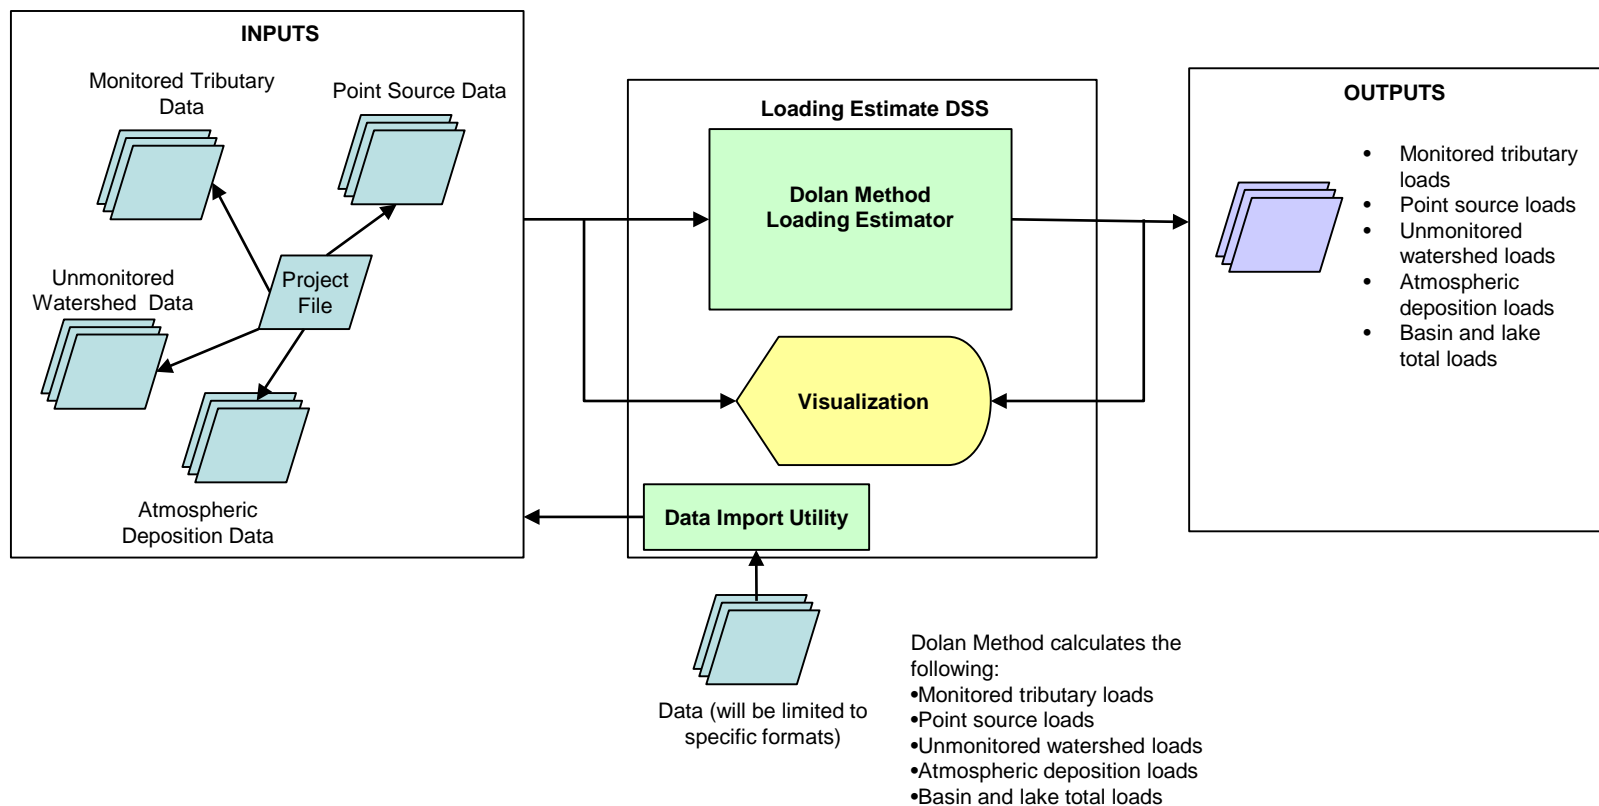 INPUTS
Monitored Tributary
Data
Point Source Data
Project
File
Unmonitored
Watershed Data
Atmospheric
Deposition Data
Loading Estimate DSS
Dolan Method
Loading Estimator
Visualization
Data Import Utility
Data (will be limited to
specific formats)
OUTPUTS
• Monitored tributary
loads
• Point source loads
• Unmonitored
watershed loads
• Atmospheric
deposition loads
• Basin and lake
total loads
Dolan Method calculates the
following:
•Monitored tributary loads
•Point source loads
•Unmonitored watershed loads
•Atmospheric deposition loads
•Basin and lake total loads